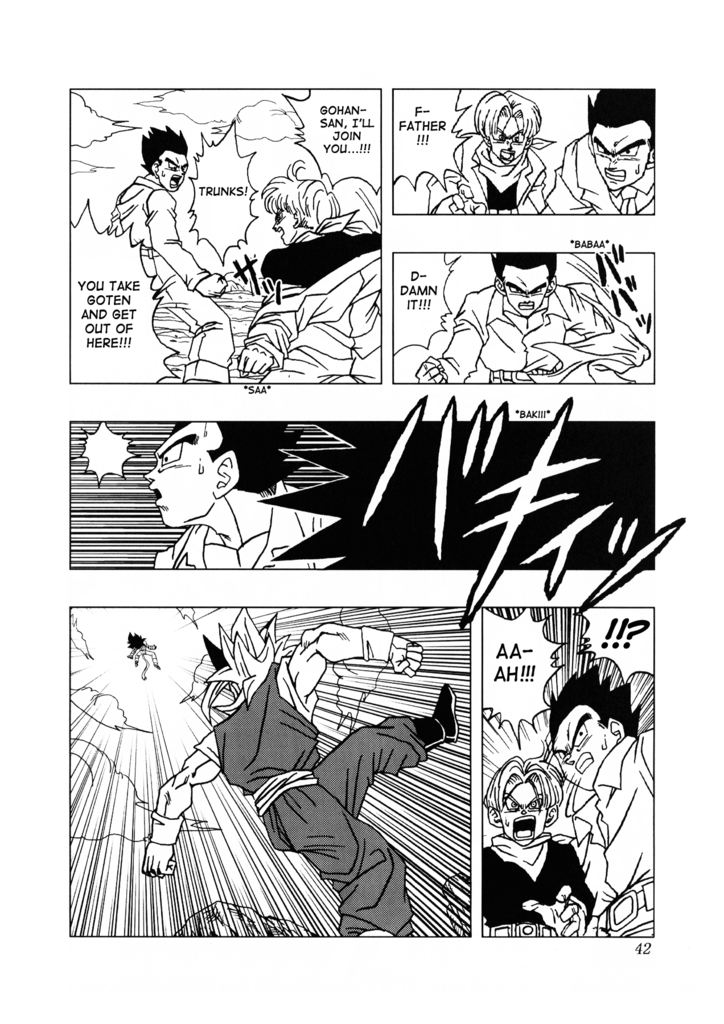 GOHAN-
SAN, I'LL
JOIN
YOU...!!!
TRUNKS!
YOU TAKE
GOTEN
AND GET
OUT OF
HERE!!!
ザッ
*SAA*
F-
FATHER
!!!
*BABAA*
ババッ
D-
DAMN
IT!!!
*BAKIII*
バキィッ
!!?
AA-
AH!!!
42